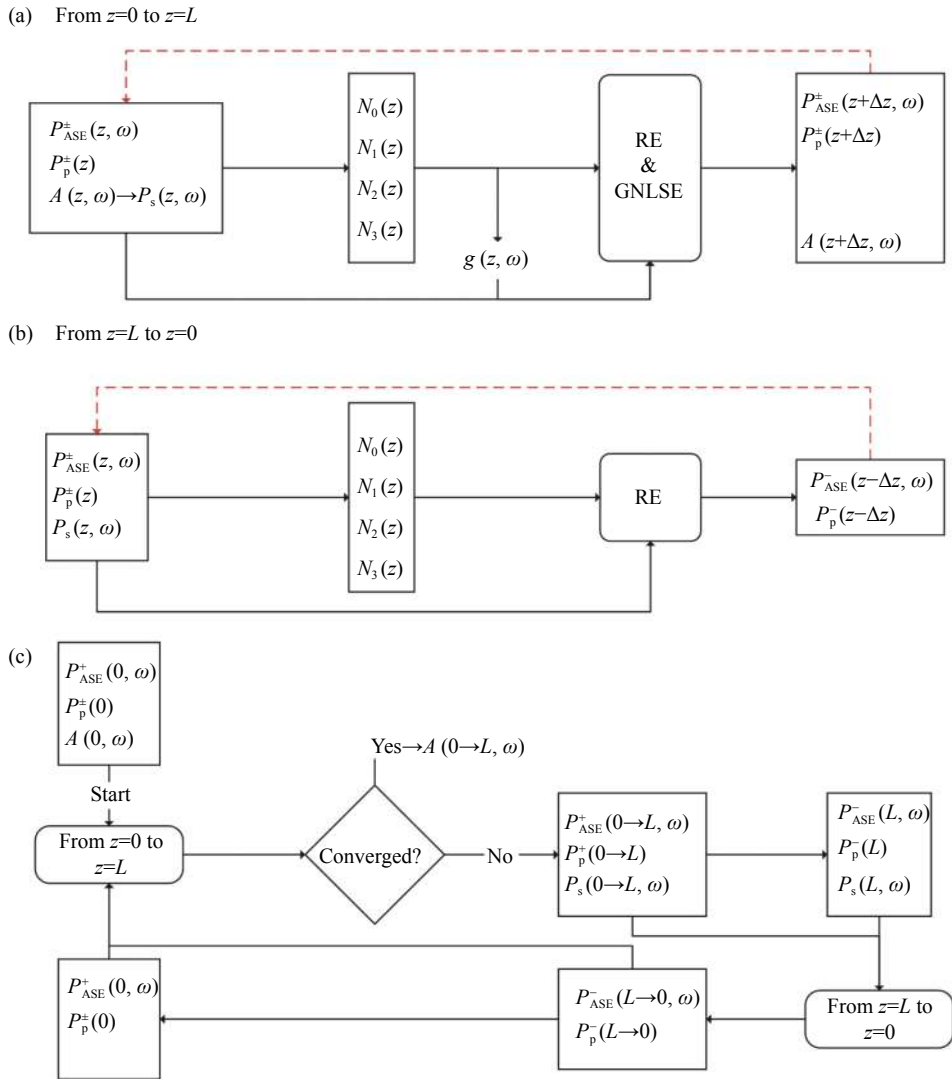 (a) From z=0 to z=L
P±ASE(z, ω)
P±p(z)
A(z, ω)→Ps(z, ω)
N0(z)
N1(z)
N2(z)
N3(z)
g(z, ω)
RE
&
GNLSE
P±ASE(z+Δz, ω)
P±p(z+Δz)
A(z+Δz, ω)
(b) From z=L to z=0
P±ASE(z, ω)
P±p(z)
Ps(z, ω)
N0(z)
N1(z)
N2(z)
N3(z)
RE
P−ASE(z−Δz, ω)
P−p(z−Δz)
(c)
P+ASE(0, ω)
P±p(0)
A(0, ω)
Start
From z=0 to
z=L
Yes→A(0→L, ω)
Converged?
No
P+ASE(0→L, ω)
P+p(0→L)
Ps(0→L, ω)
P−ASE(L, ω)
P−p(L)
Ps(L, ω)
From z=L to
z=0
P−ASE(L→0, ω)
P−p(L→0)
P+ASE(0, ω)
P±p(0)